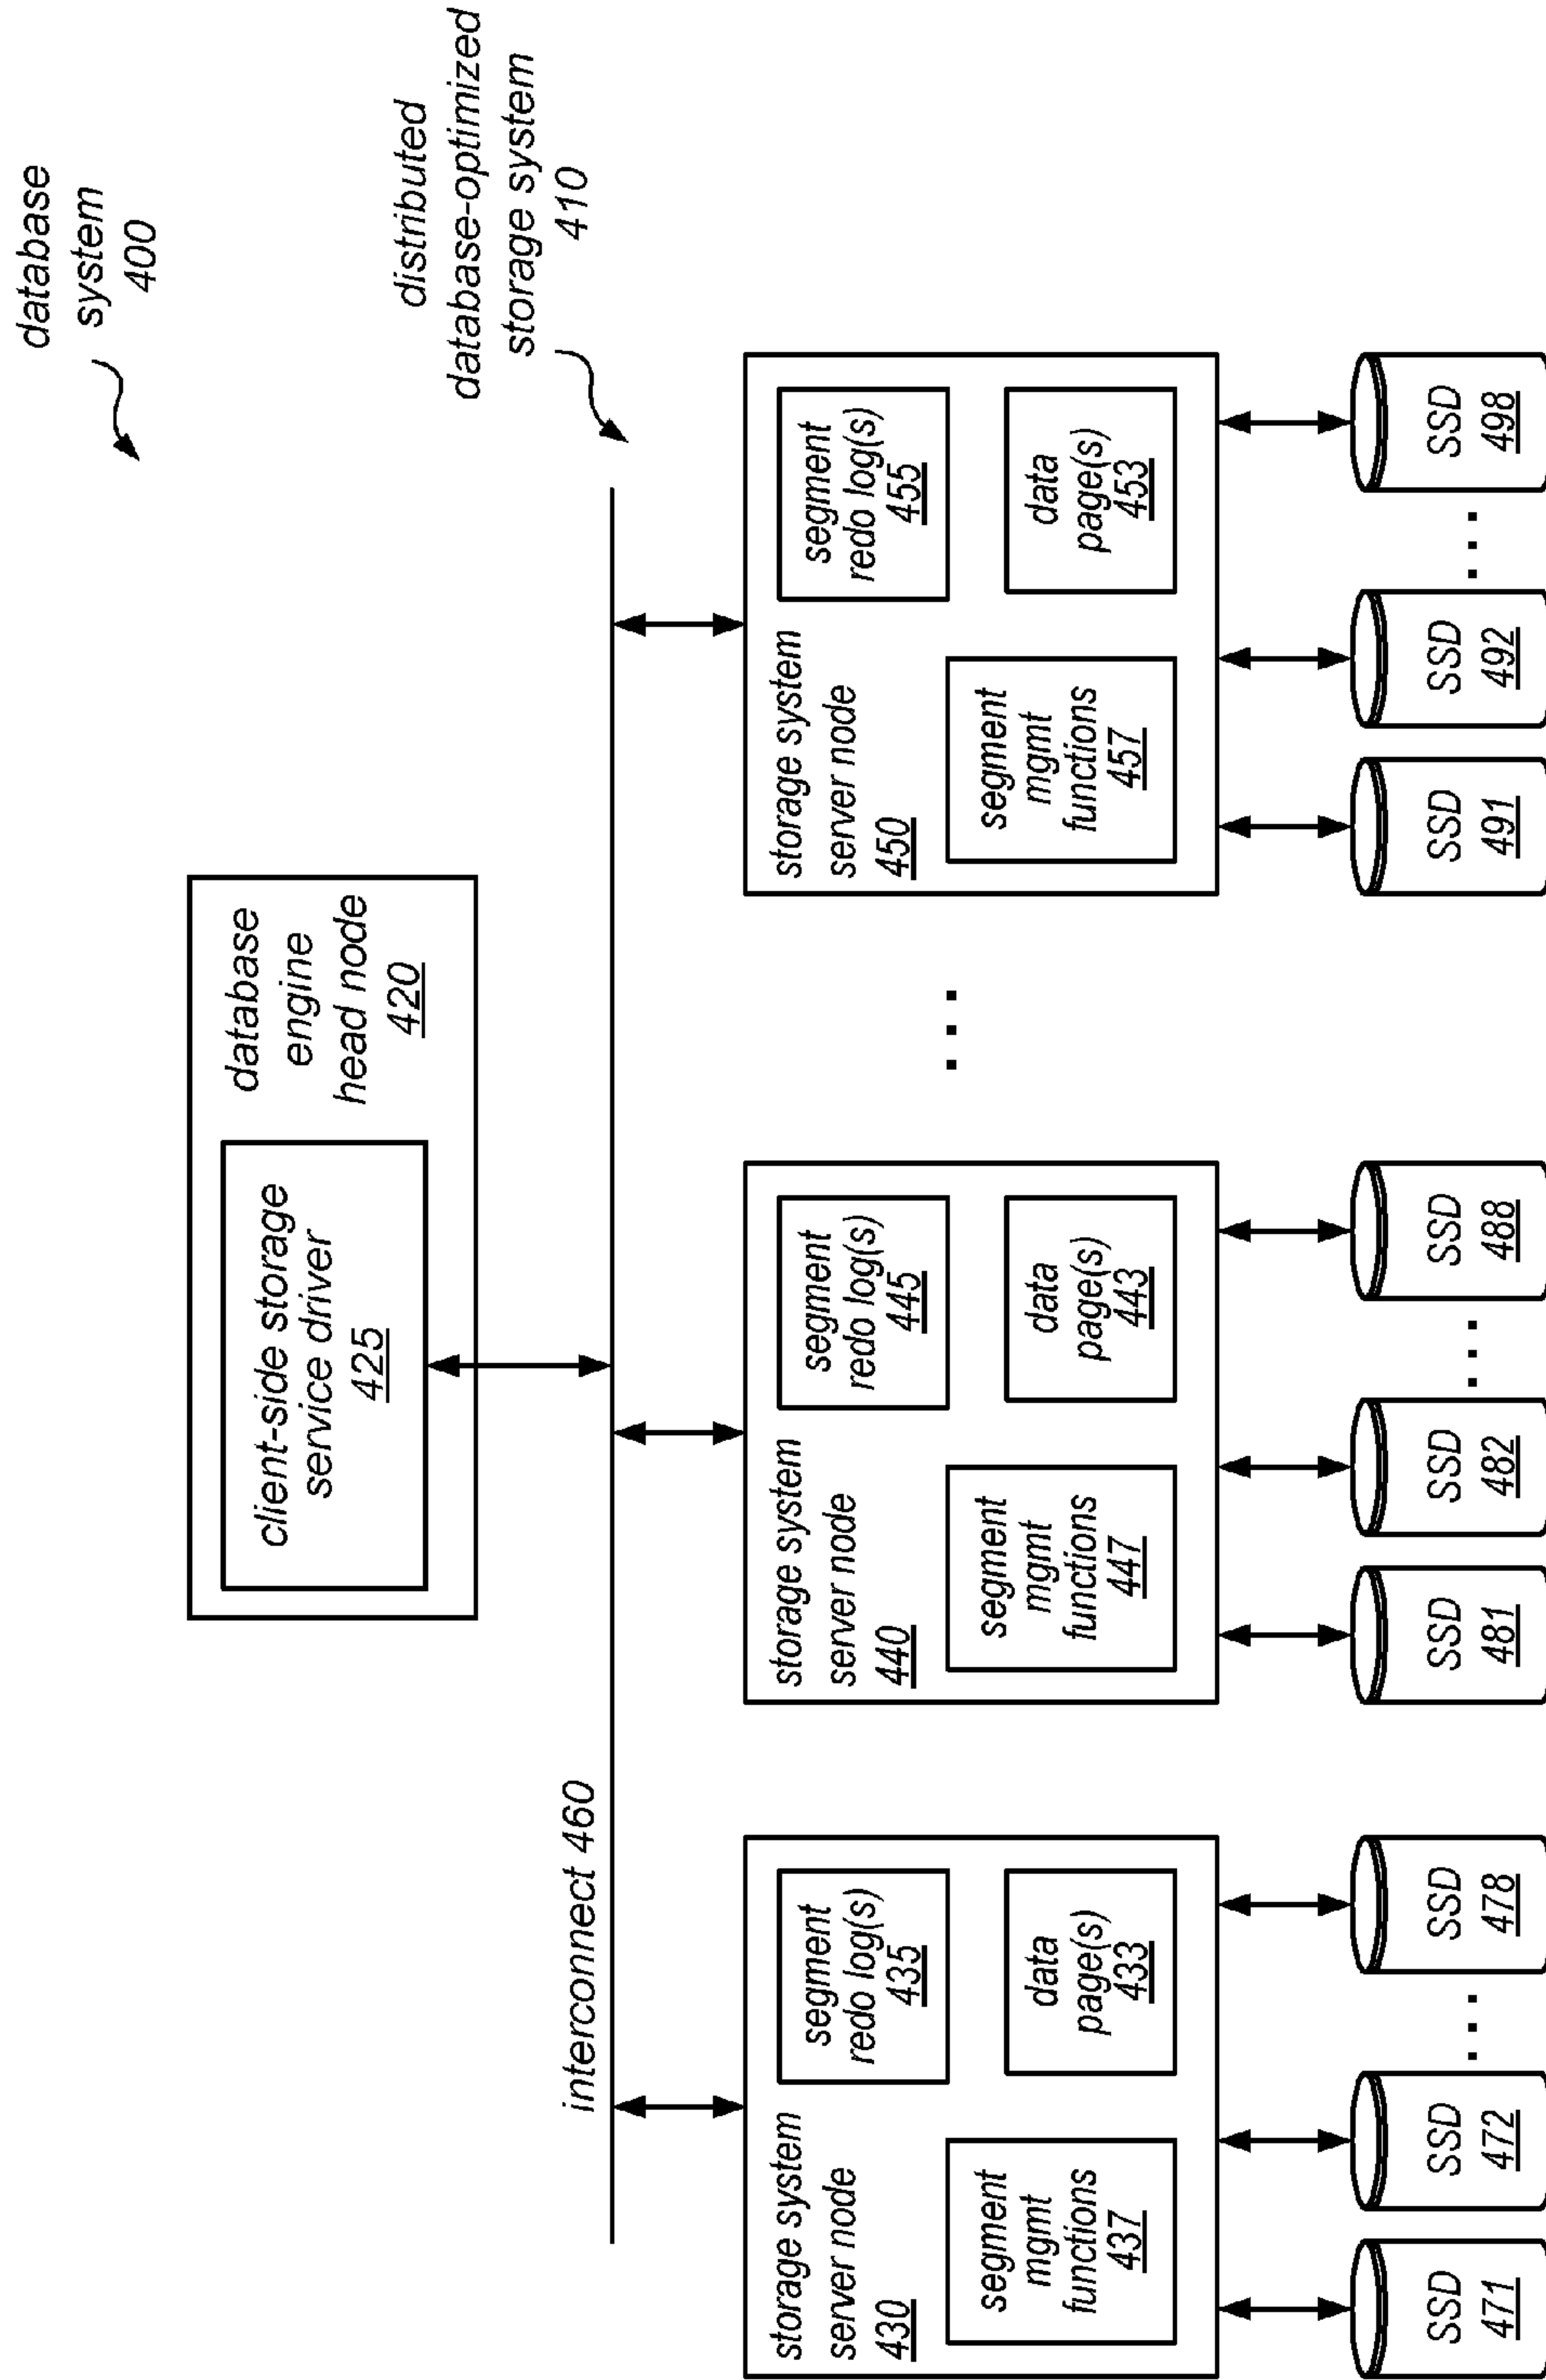 database
system
400
distributed
database-optimized
storage system
410
database
engine
head node
420
client-side storage
service driver
425
interconnect 460
storage system
server node
430
segment
redo log(s)
435
segment
mgmt
functions
437
data
page(s)
433
storage system
server node
440
segment
redo log(s)
445
segment
mgmt
functions
447
data
page(s)
443
...
storage system
server node
450
segment
redo log(s)
455
segment
mgmt
functions
457
data
page(s)
453
SSD
471
SSD
472
...
SSD
478
SSD
481
SSD
482
...
SSD
488
SSD
491
SSD
492
...
SSD
498